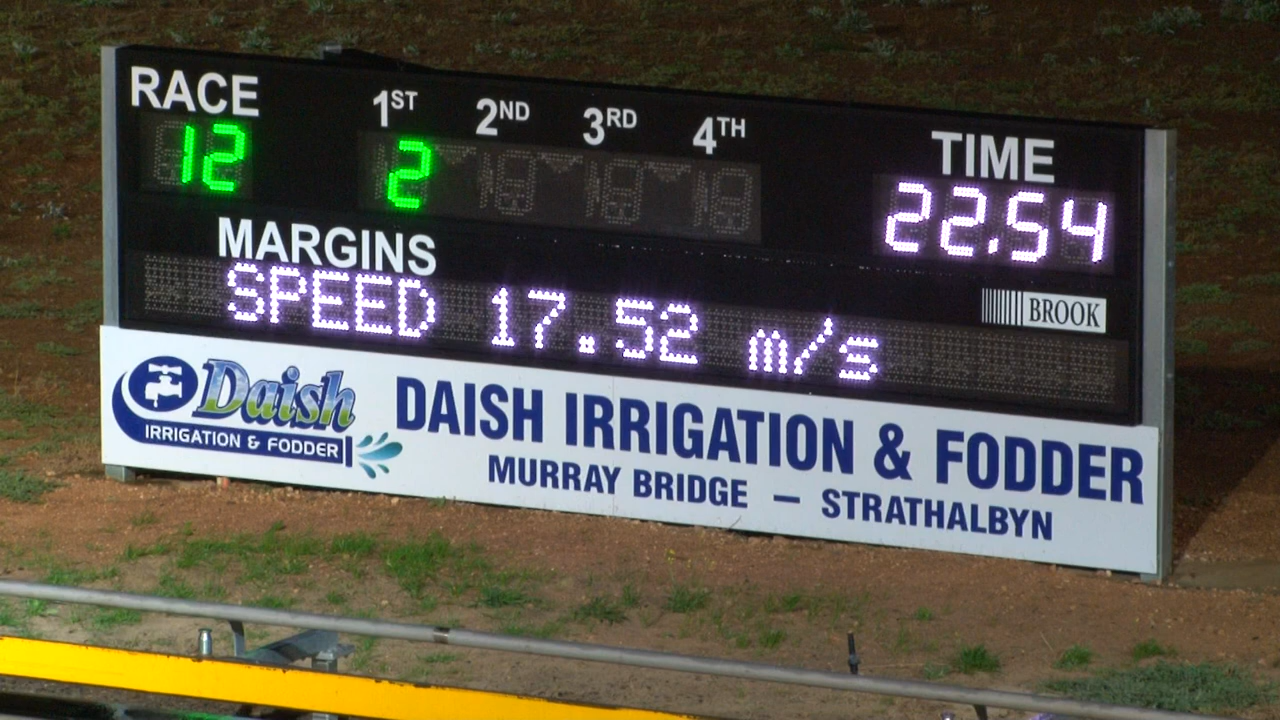 RACE 1ST 2ND 3RD 4TH TIME
12 2 22.54
MARGINS
SPEED 17.52 m/s
BROOK
Daish
IRRIGATION & FODDER
DAISH IRRIGATION & FODDER
MURRAY BRIDGE – STRATHALBYN